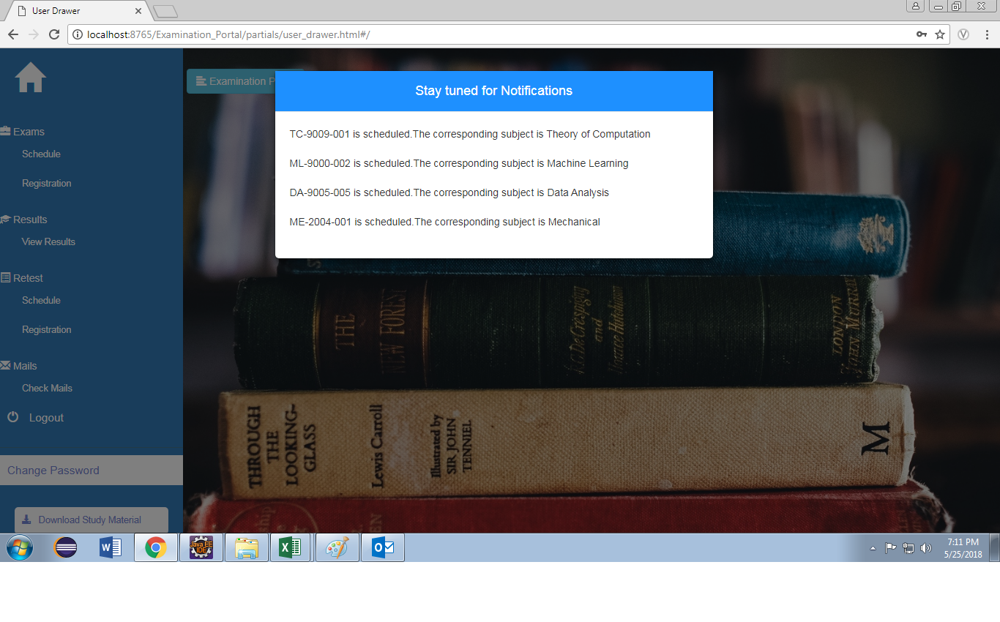 User Drawer
localhost:8765/Examination_Portal/partials/user_drawer.html#/
Examination P
Stay tuned for Notifications
TC-9009-001 is scheduled.The corresponding subject is Theory of Computation
ML-9000-002 is scheduled.The corresponding subject is Machine Learning
DA-9005-005 is scheduled.The corresponding subject is Data Analysis
ME-2004-001 is scheduled.The corresponding subject is Mechanical
Exams
Schedule
Registration
Results
View Results
Retest
Schedule
Registration
Mails
Check Mails
Logout
Change Password
Download Study Material
THE
NEW FOREST
and
Horace Hutchinson
LONDON
JOHN MURRAY
THROUGH
THE
LOOKING-
GLASS
Lewis Carroll
Illustrated by
SIR JOHN
TENNIEL
M
Java EE
IDE
7:11 PM
5/25/2018